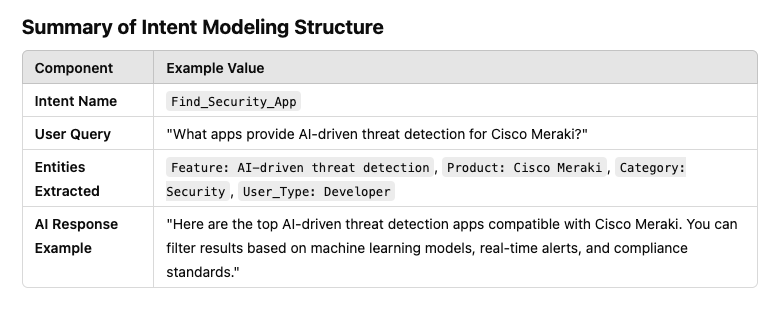 Summary of Intent Modeling Structure
Component Example Value
Intent Name Find_Security_App
User Query "What apps provide AI-driven threat detection for Cisco Meraki?"
Entities Extracted Feature: AI-driven threat detection, Product: Cisco Meraki, Category:
Security, User_Type: Developer
AI Response Example "Here are the top AI-driven threat detection apps compatible with Cisco Meraki. You can
filter results based on machine learning models, real-time alerts, and compliance
standards."